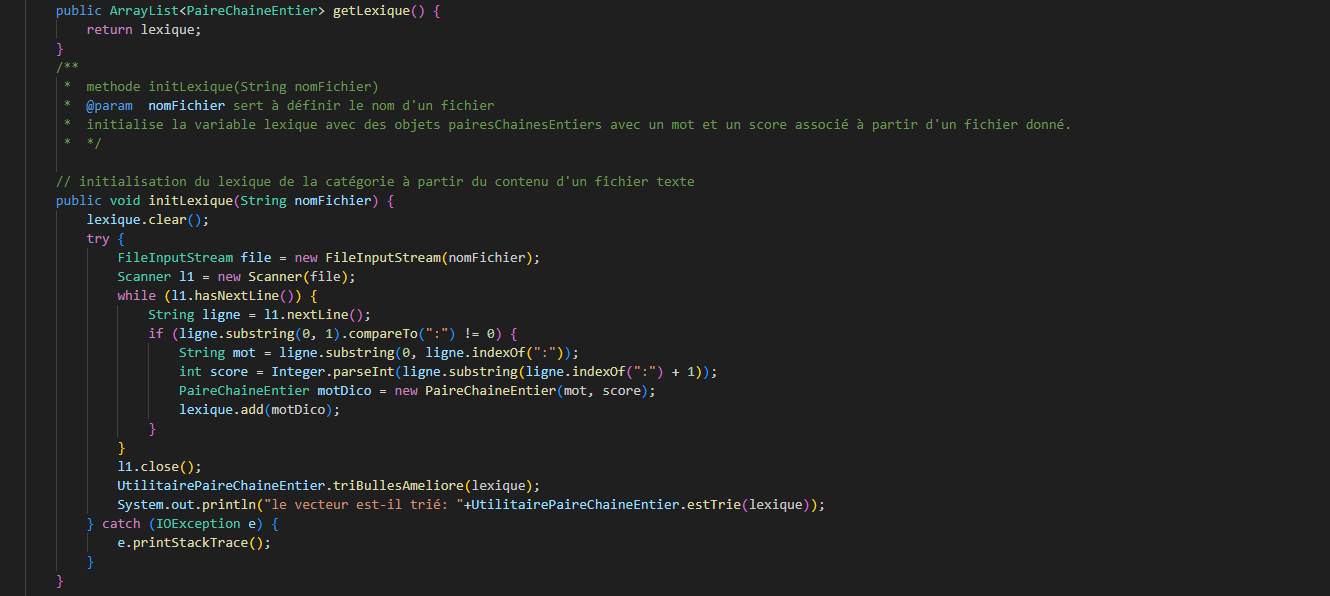 public ArrayList<PaireChaineEntier> getLexique() {
return lexique;
}
/**
* methode initLexique(String nomFichier)
* @param nomFichier sert à définir le nom d'un fichier
* initialise la variable lexique avec des objets pairesChainesEntiers avec un mot et un score associé à partir d'un fichier donné.
* */
// initialisation du lexique de la catégorie à partir du contenu d'un fichier texte
public void initLexique(String nomFichier) {
lexique.clear();
try {
FileInputStream file = new FileInputStream(nomFichier);
Scanner l1 = new Scanner(file);
while (l1.hasNextLine()) {
String ligne = l1.nextLine();
if (ligne.substring(0, 1).compareTo(":") != 0) {
String mot = ligne.substring(0, ligne.indexOf(":"));
int score = Integer.parseInt(ligne.substring(ligne.indexOf(":") + 1));
PaireChaineEntier motDico = new PaireChaineEntier(mot, score);
lexique.add(motDico);
}
}
l1.close();
UtilitairePaireChaineEntier.triBullesAmeliore(lexique);
System.out.println("le vecteur est-il trié: "+UtilitairePaireChaineEntier.estTrie(lexique));
} catch (IOException e) {
e.printStackTrace();
}
}